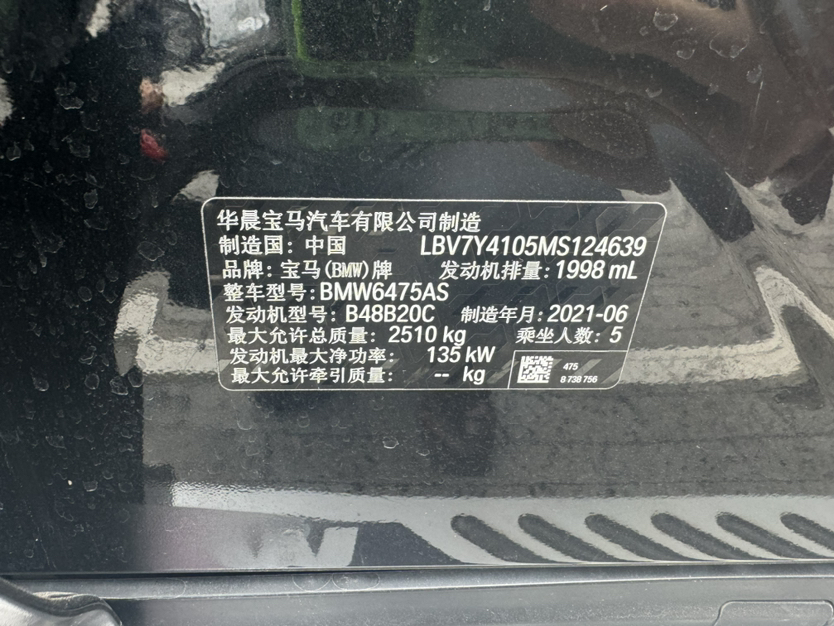 华晨宝马汽车有限公司制造
制造国：中国 LBV7Y4105MS124639
品牌：宝马(BMW)牌 发动机排量：1998 mL
整车型号：BMW6475AS
发动机型号：B48B20C 制造年月：2021-06
最大允许总质量：2510 kg 乘坐人数：5
发动机最大净功率： 135 kW
最大允许牵引质量： -- kg
475
8 738 756